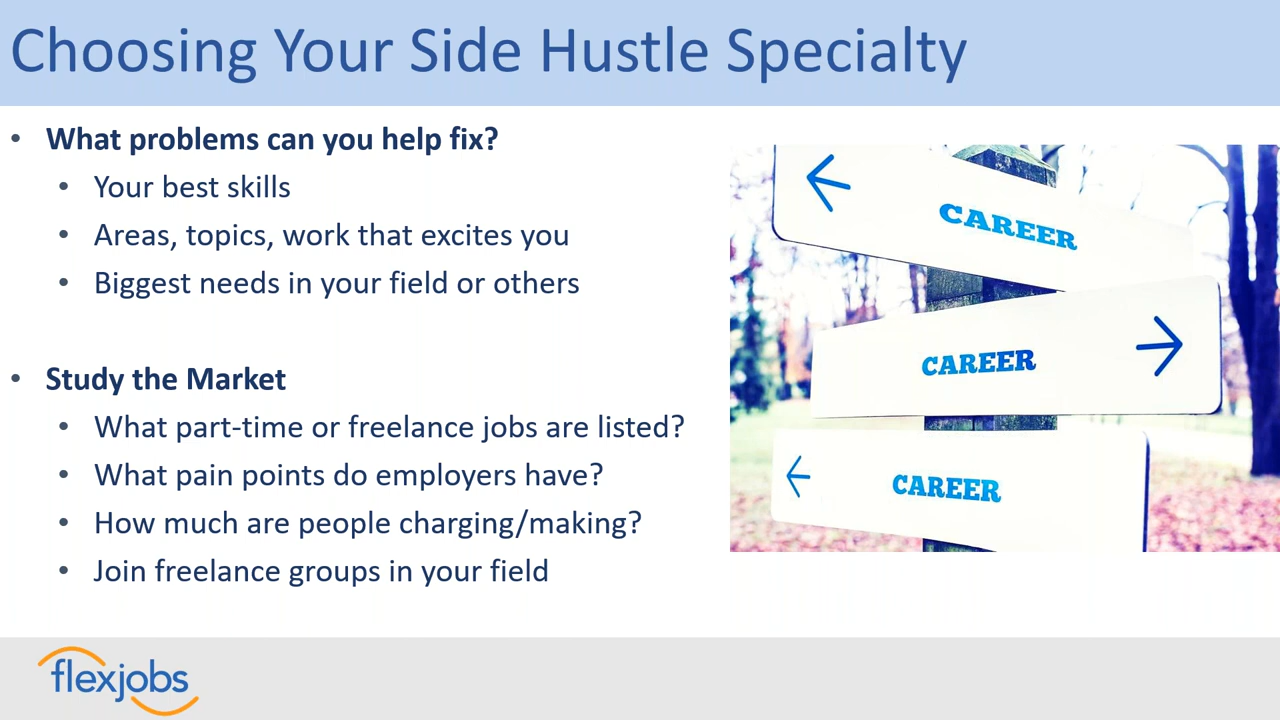 Choosing Your Side Hustle Specialty
• What problems can you help fix?
• Your best skills
• Areas, topics, work that excites you
• Biggest needs in your field or others
• Study the Market
• What part-time or freelance jobs are listed?
• What pain points do employers have?
• How much are people charging/making?
• Join freelance groups in your field
CAREER
CAREER
CAREER
flexjobs